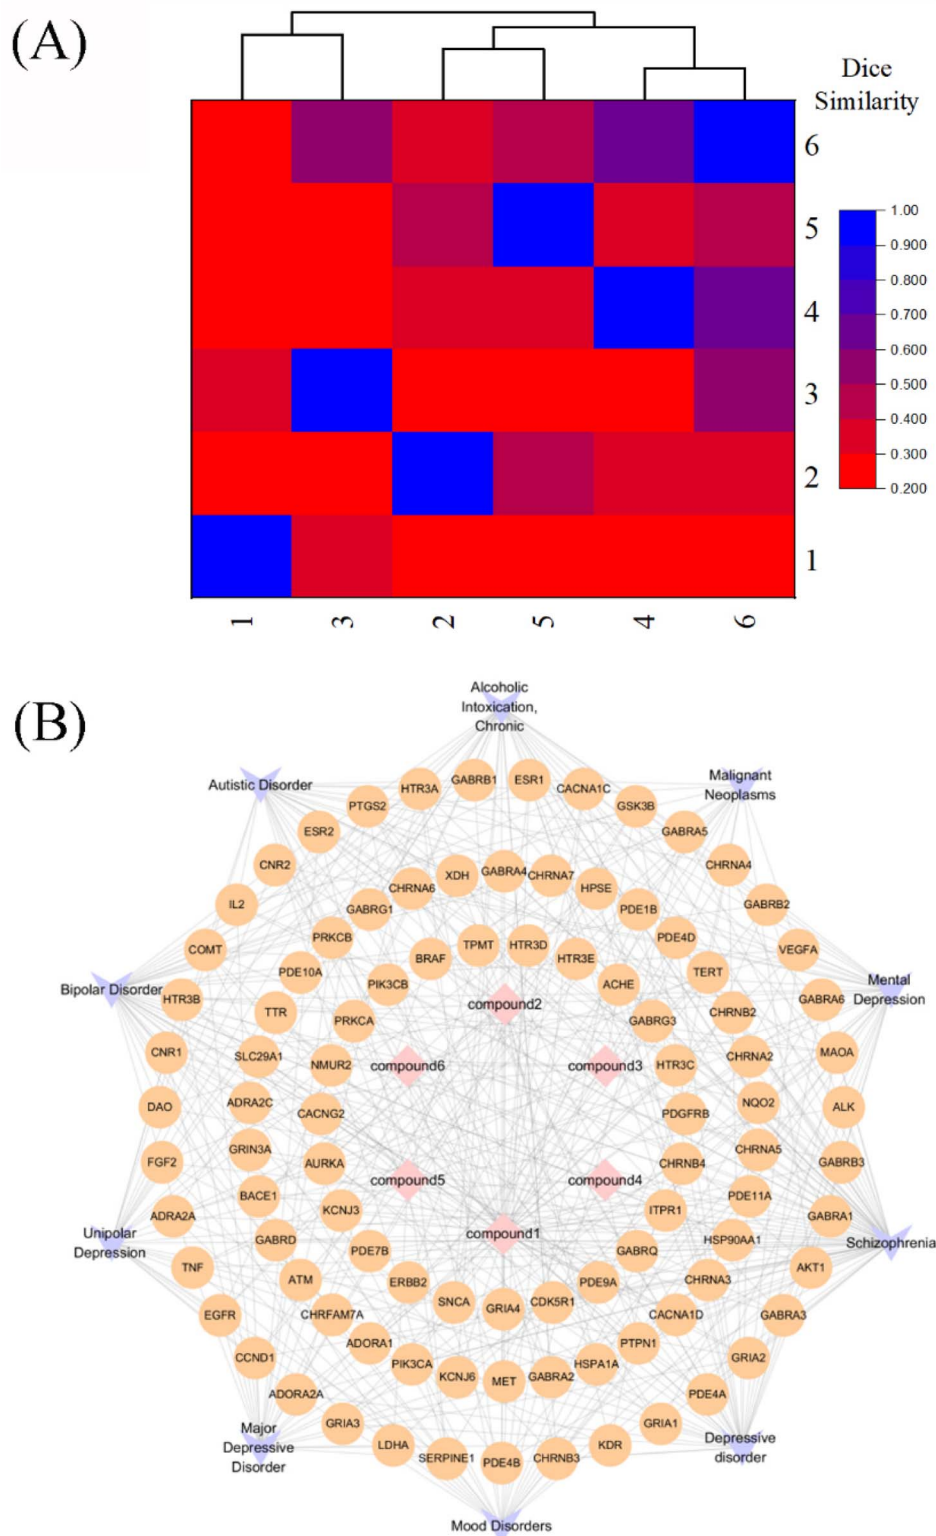 (A)
Dice
Similarity
6
5
4
3
2
1
1.00
0.900
0.800
0.700
0.600
0.500
0.400
0.300
0.200
1 3 2 5 4 6
(B)
Alcoholic
Intoxication,
Chronic
Autistic Disorder
Malignant
Neoplasms
Bipolar Disorder
Mental
Depression
Unipolar
Depression
Schizophrenia
Major
Depressive
Disorder
Depressive
disorder
Mood Disorders
GABRB1
ESR1
CACNA1C
GSK3B
GABRA5
CHRNA4
GABRB2
VEGFA
GABRA6
MAOA
ALK
GABRB3
GABRA1
AKT1
GABRA3
GRIA2
PDE4A
GRIA1
KDR
CHRNB3
PDE4B
SERPINE1
LDHA
GRIA3
ADORA2A
CCND1
EGFR
TNF
ADRA2A
FGF2
DAO
CNR1
HTR3B
COMT
IL2
CNR2
ESR2
PTGS2
HTR3A
GABRA4
CHRNA7
HPSE
PDE1B
PDE4D
TERT
CHRNB2
CHRNA2
NQO2
CHRNA5
PDE11A
HSP90AA1
CHRNA3
CACNA1D
PTPN1
HSPA1A
GABRA2
MET
KCNJ6
PIK3CA
ADORA1
CHRFAM7A
ATM
GABRD
BACE1
GRIN3A
ADRA2C
SLC29A1
TTR
PDE10A
PRKCB
GABRG1
CHRNA6
XDH
TPMT
HTR3D
HTR3E
ACHE
GABRG3
HTR3C
PDGFRB
CHRNB4
ITPR1
GABRQ
PDE9A
CDK5R1
GRIA4
SNCA
ERBB2
PDE7B
KCNJ3
AURKA
CACNG2
NMUR2
PRKCA
PIK3CB
BRAF
compound2
compound6
compound3
compound5
compound4
compound1